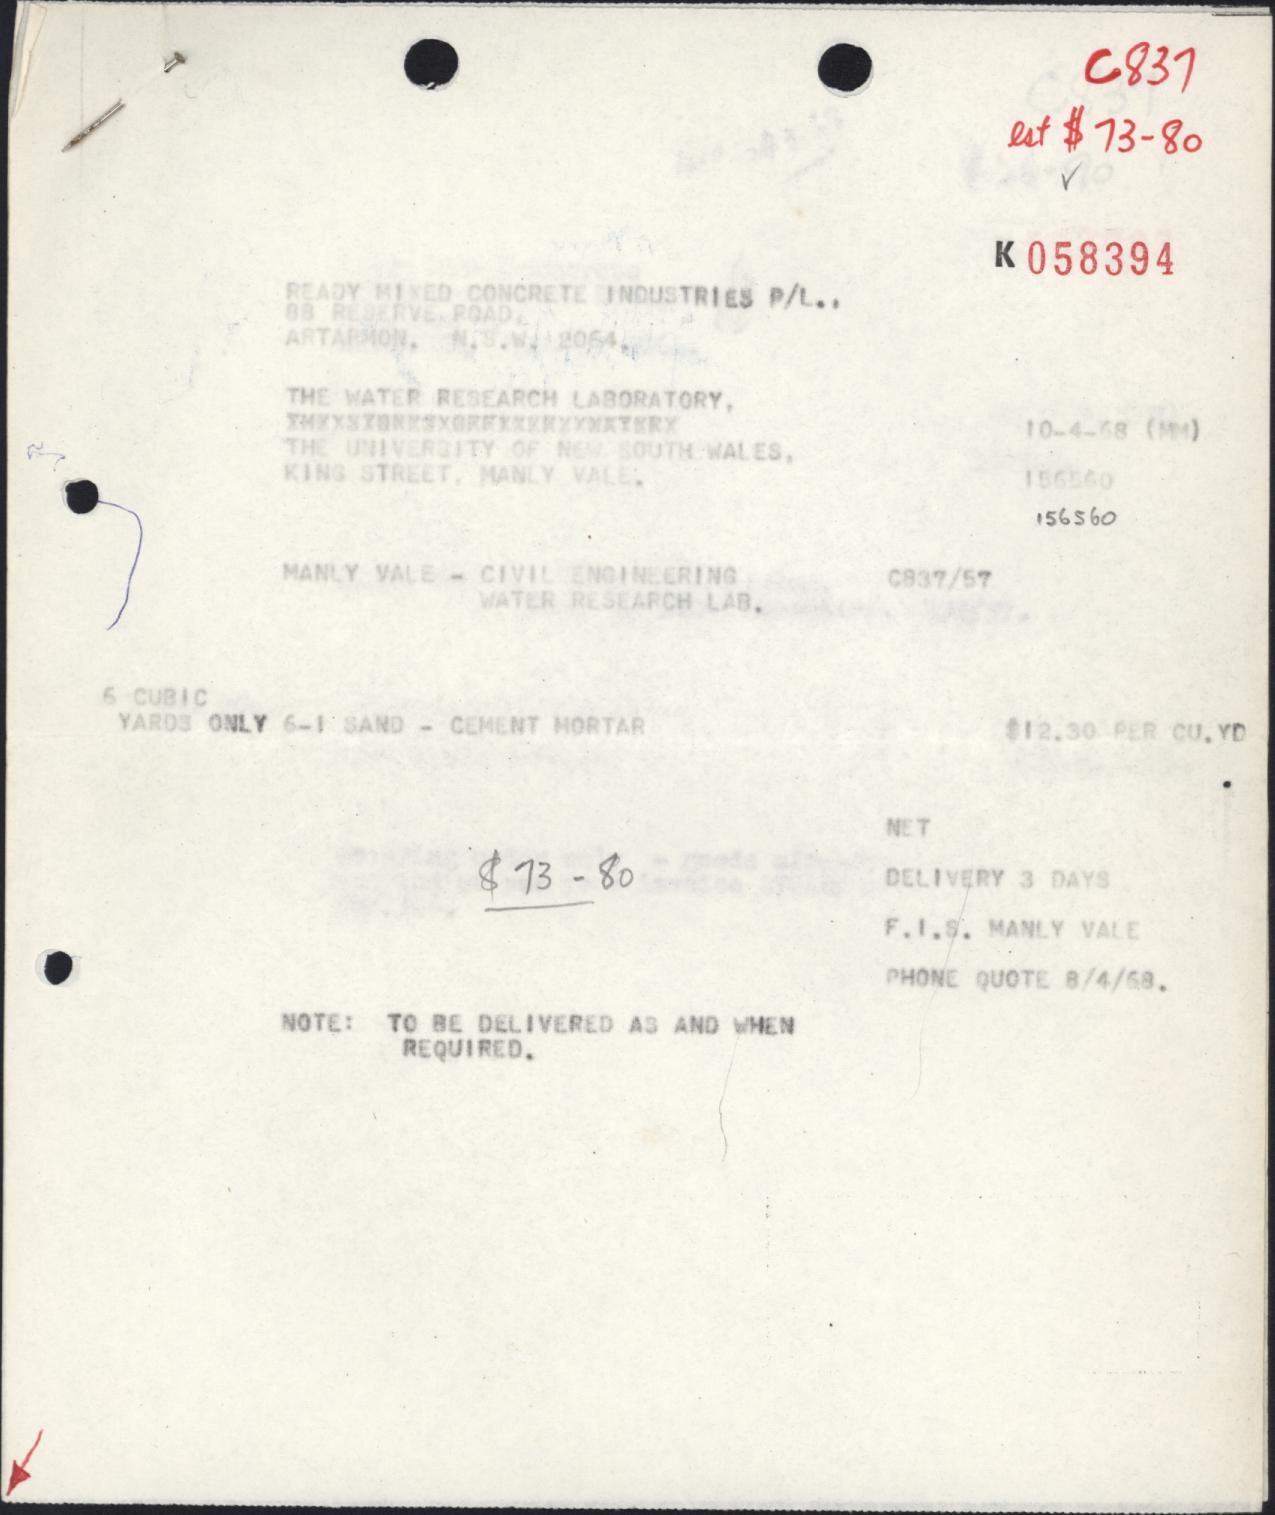 C837
est $ 73-80
✓
K 058394
READY MIXED CONCRETE INDUSTRIES P/L.,
88 RESERVE ROAD,
ARTARMON. N.S.W. 2064.
THE WATER RESEARCH LABORATORY,
THE UNIVERSITY OF NEW SOUTH WALES,
KING STREET, MANLY VALE.
10-4-68 (MM)
156560
156560
MANLY VALE - CIVIL ENGINEERING C837/57
WATER RESEARCH LAB.
6 CUBIC
YARDS ONLY 6-1 SAND - CEMENT MORTAR $12.30 PER CU.YD
NET
$ 73-80
DELIVERY 3 DAYS
F.I.S. MANLY VALE
PHONE QUOTE 8/4/68.
NOTE: TO BE DELIVERED AS AND WHEN
REQUIRED.